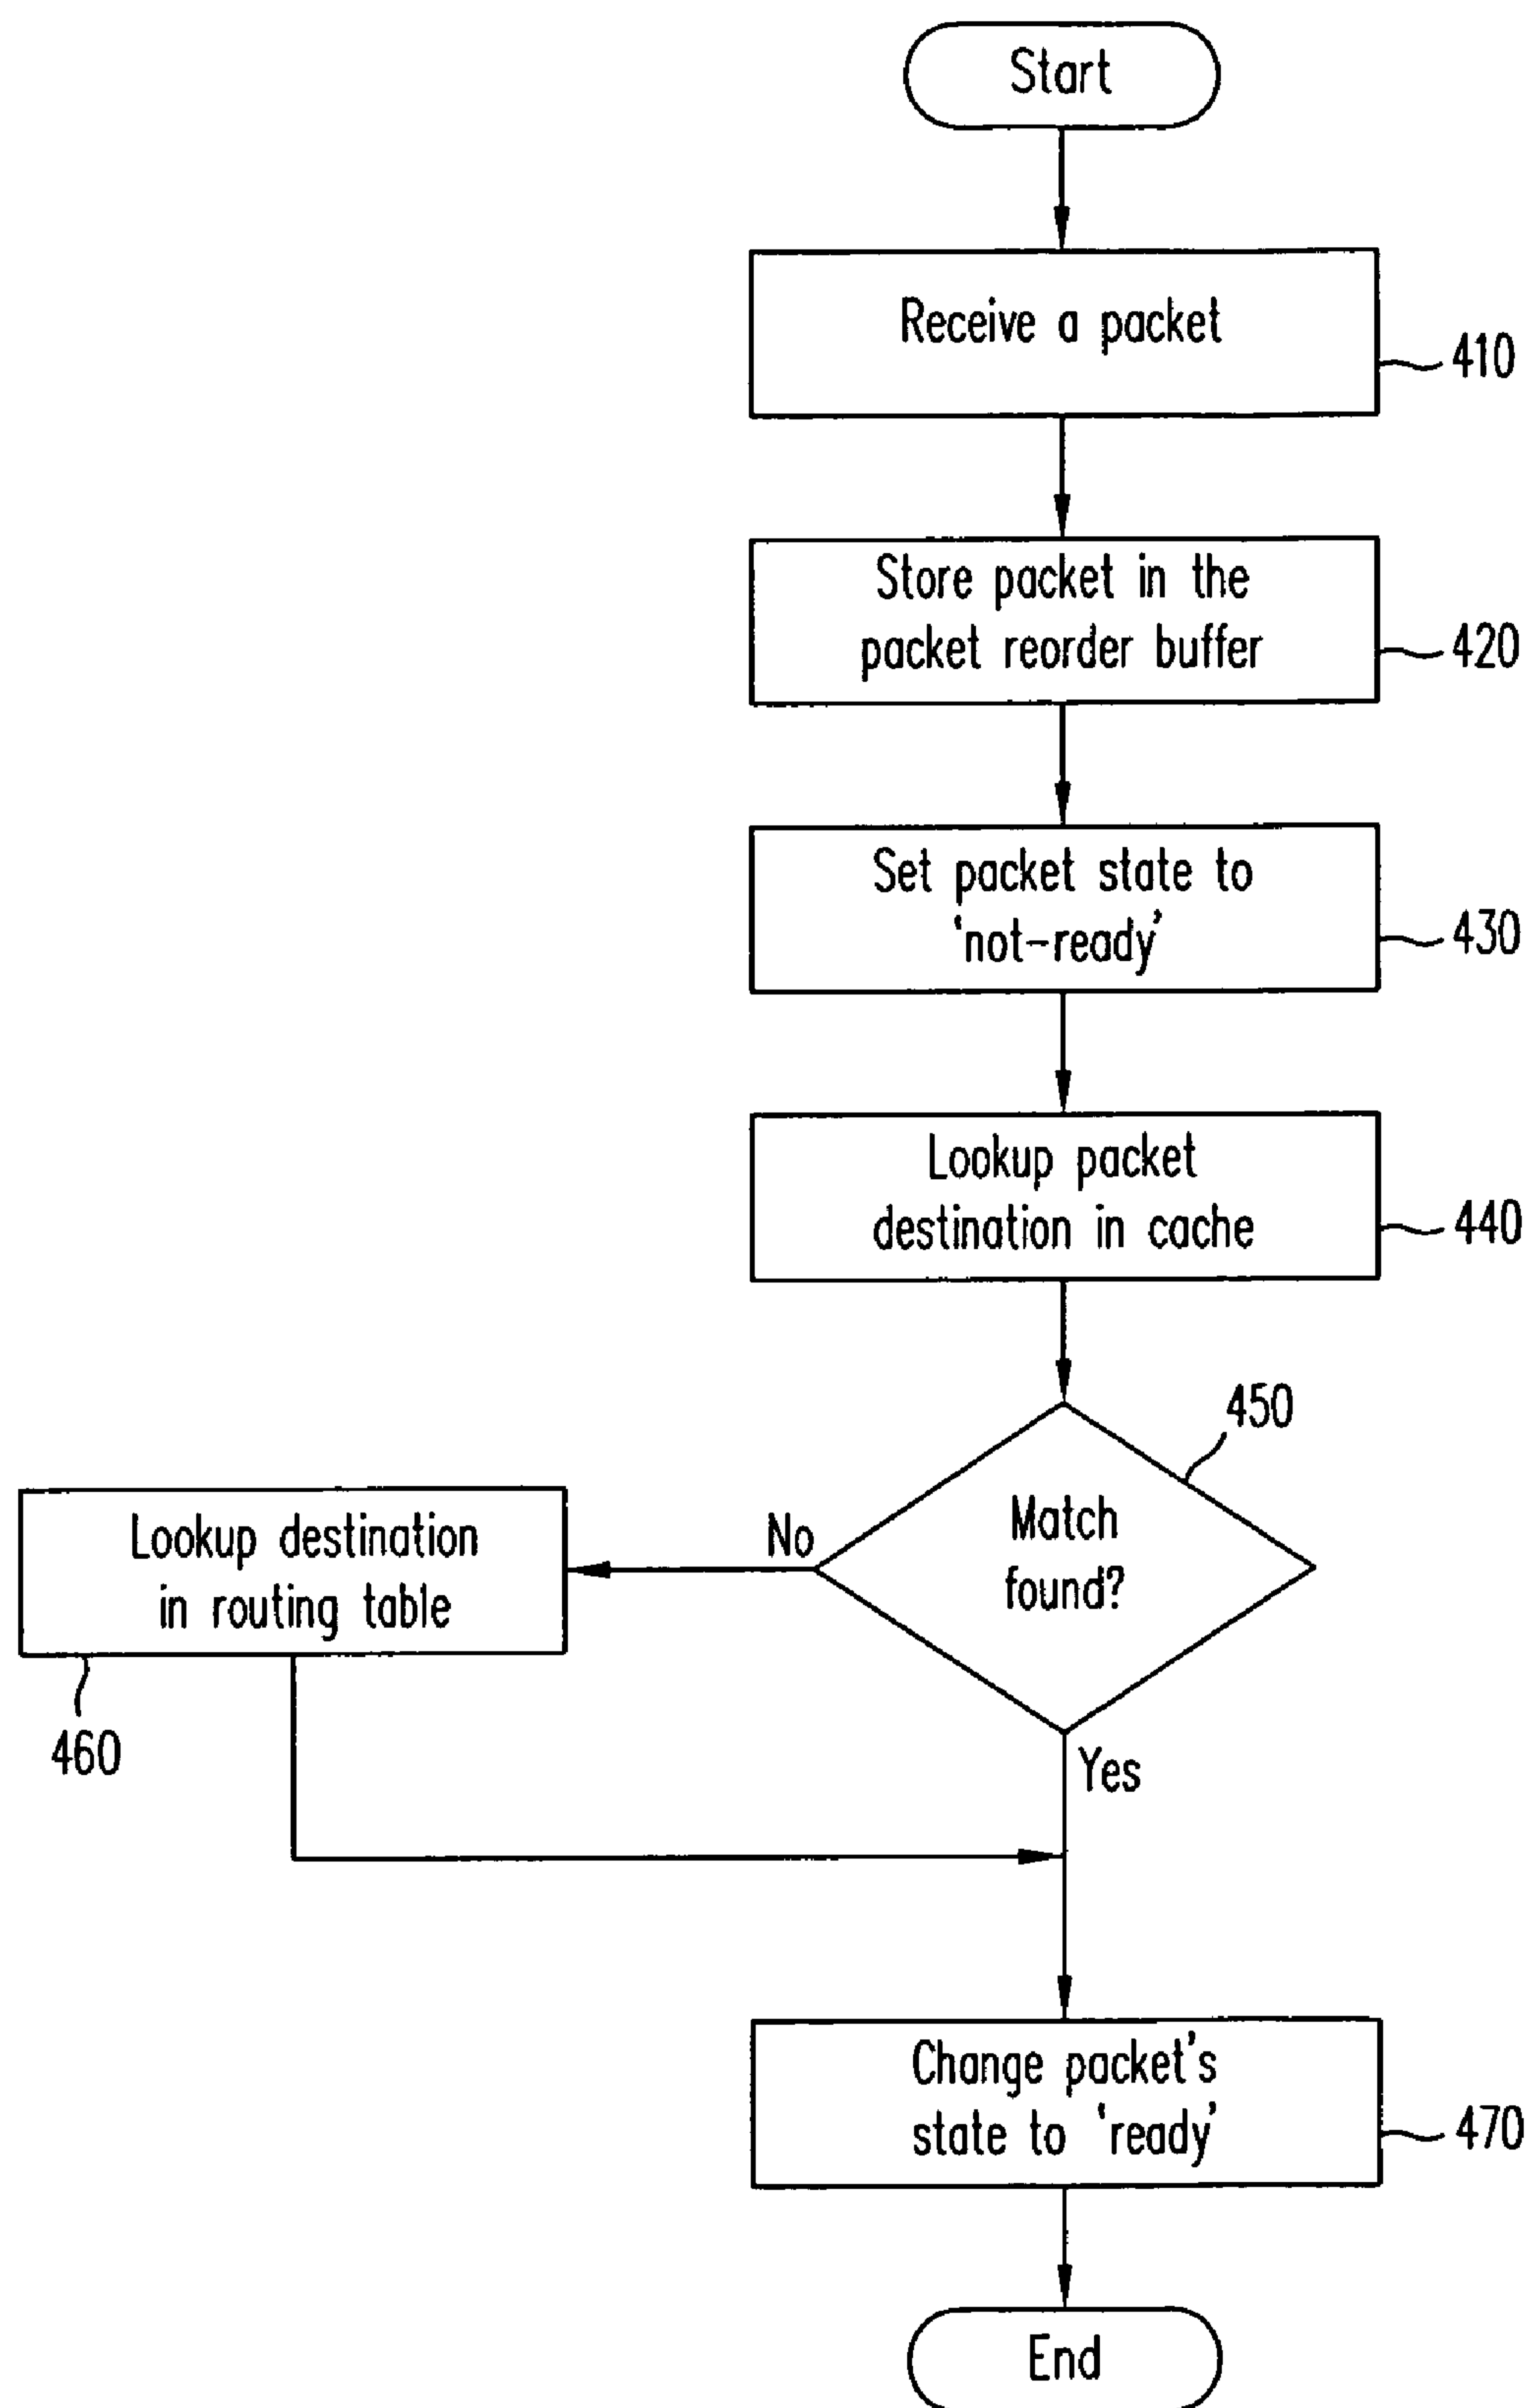 Start
Receive a packet
410
Store packet in the
packet reorder buffer
420
Set packet state to
'not-ready'
430
Lookup packet
destination in cache
440
450
Match
found?
No
Lookup destination
in routing table
460
Yes
Change packet's
state to 'ready'
470
End